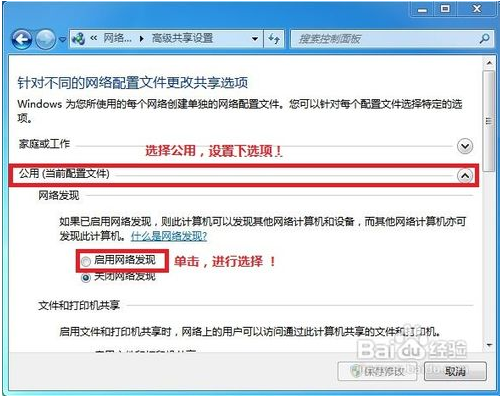 « 网络... ▸ 高级共享设置
搜索控制面板
针对不同的网络配置文件更改共享选项
Windows 为您所使用的每个网络创建单独的网络配置文件。您可以针对每个配置文件选择特定的选
项。
家庭或工作
选择公用，设置下选项！
公用 (当前配置文件)
网络发现
如果已启用网络发现，则此计算机可以发现其他网络计算机和设备，而其他网络计算机亦可
发现此计算机。什么是网络发现?
启用网络发现 单击，进行选择 ！
关闭网络发现
文件和打印机共享
启用文件和打印机共享时，网络上的用户可以访问通过此计算机共享的文件和打印机。
启用文件和打印机共享
Baidu 经验
保存修改 取消